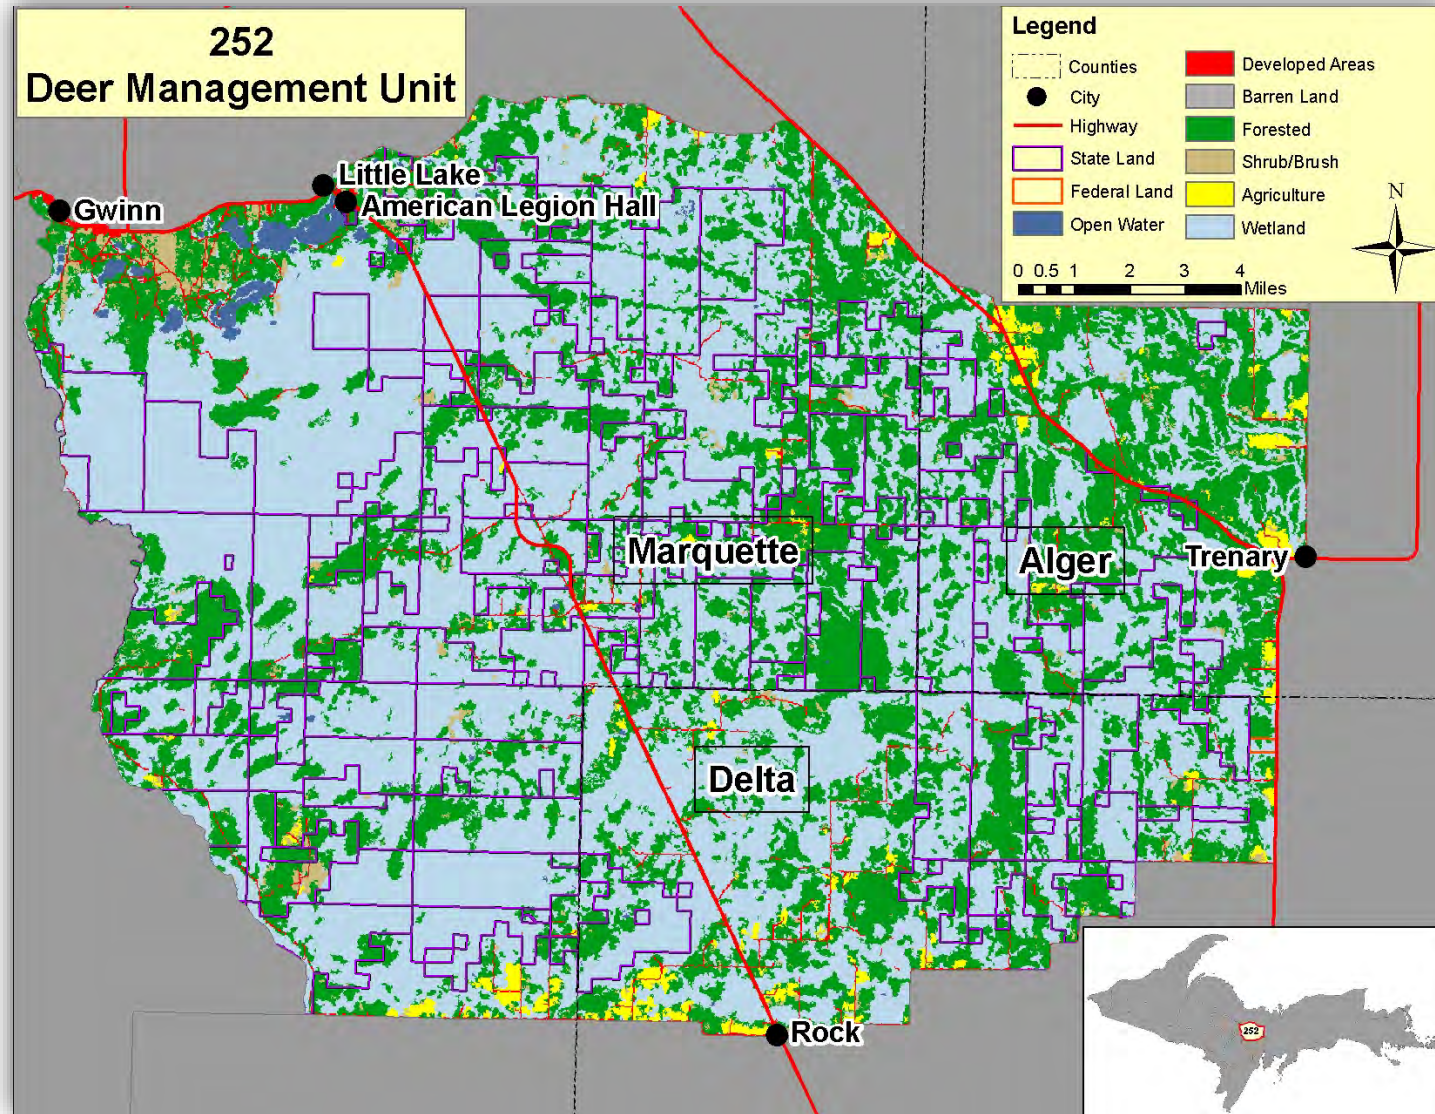 252
Deer Management Unit
Legend
Counties
City
Highway
State Land
Federal Land
Open Water
Developed Areas
Barren Land
Forested
Shrub/Brush
Agriculture
Wetland
N
0 0.5 1 2 3 4
Miles
Little Lake
American Legion Hall
Gwinn
Marquette
Alger
Trenary
Delta
Rock
252